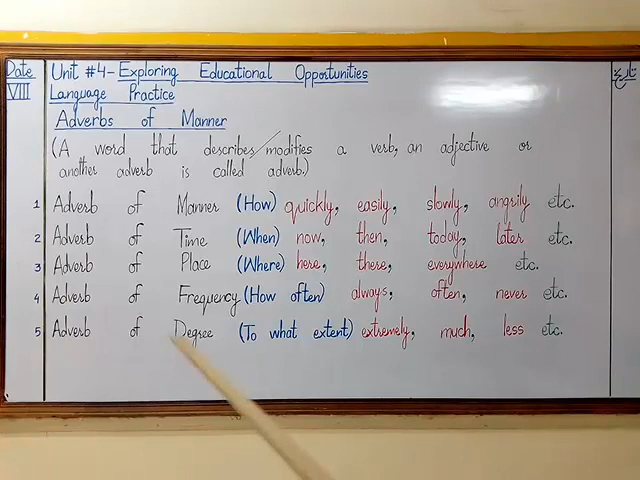 Date
VIII
Unit #4- Exploring Educational Opportunities
Language Practice
Adverbs of Manner
(A word that describes/modifies a verb, an adjective or
another adverb is called adverb.)
1 Adverb of Manner (How) quickly, easily, slowly, angrily etc.
2 Adverb of Time (When) now, then, today, later etc.
3 Adverb of Place (Where) here, there, everywhere etc.
4 Adverb of Frequency (How often) always, often, never etc.
5 Adverb of Degree (To what extent) extremely, much, less etc.
تاریخ